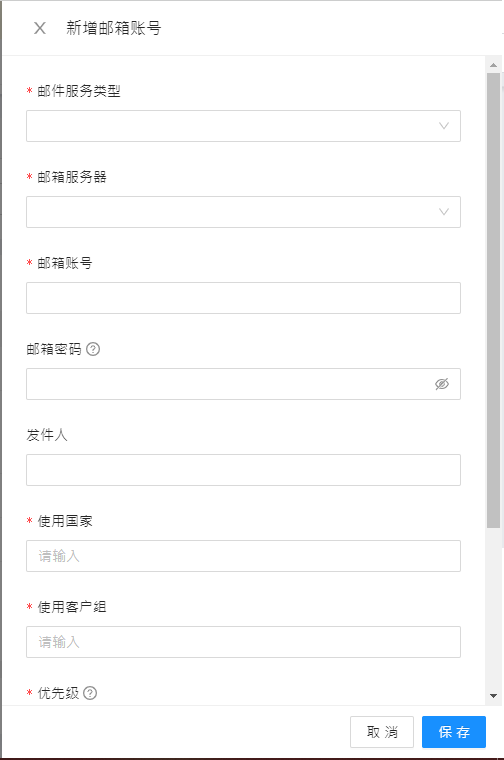 新增邮箱账号
* 邮件服务类型
* 邮箱服务器
* 邮箱账号
邮箱密码
发件人
* 使用国家
请输入
* 使用客户组
请输入
* 优先级
取 消 保 存